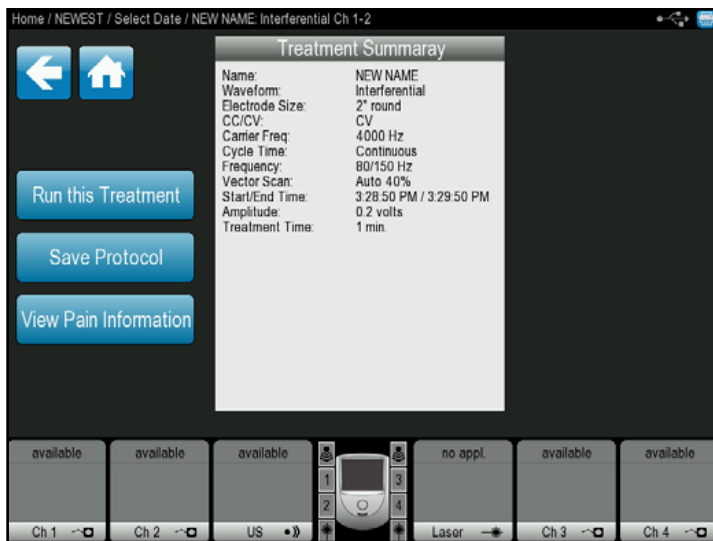 Home / NEWEST / Select Date / NEW NAME: Interferential Ch 1-2
Treatment Summaray
Name: NEW NAME
Waveform: Interferential
Electrode Size: 2" round
CC/CV: CV
Carrier Freq: 4000 Hz
Cycle Time: Continuous
Frequency: 80/150 Hz
Vector Scan: Auto 40%
Start/End Time: 3:28:50 PM / 3:29:50 PM
Amplitude: 0.2 volts
Treatment Time: 1 min.
Run this Treatment
Save Protocol
View Pain Information
available available available no appl. available available
1 3
2 4
Ch 1 Ch 2 US Laser Ch 3 Ch 4